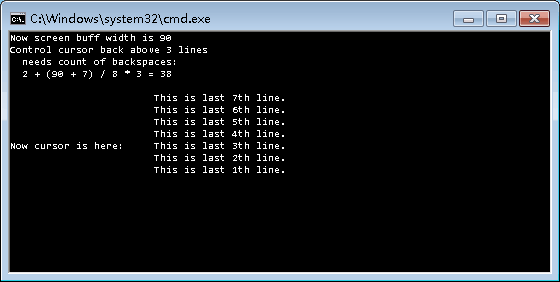 C:\Windows\system32\cmd.exe
Now screen buff width is 90
Control cursor back above 3 lines
needs count of backspaces:
2 + (90 + 7) / 8 * 3 = 38
This is last 7th line.
This is last 6th line.
This is last 5th line.
This is last 4th line.
Now cursor is here:    This is last 3th line.
This is last 2th line.
This is last 1th line.